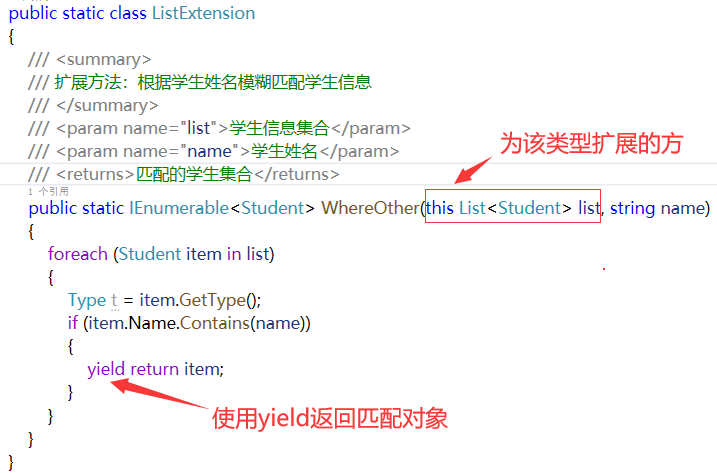 public static class ListExtension
{
/// <summary>
/// 扩展方法：根据学生姓名模糊匹配学生信息
/// </summary>
/// <param name="list">学生信息集合</param>
/// <param name="name">学生姓名</param>
/// <returns>匹配的学生集合</returns>
为该类型扩展的方
1 个引用
public static IEnumerable<Student> WhereOther(this List<Student> list, string name)
{
foreach (Student item in list)
{
Type t = item.GetType();
if (item.Name.Contains(name))
{
yield return item;
}
使用yield返回匹配对象
}
}
}